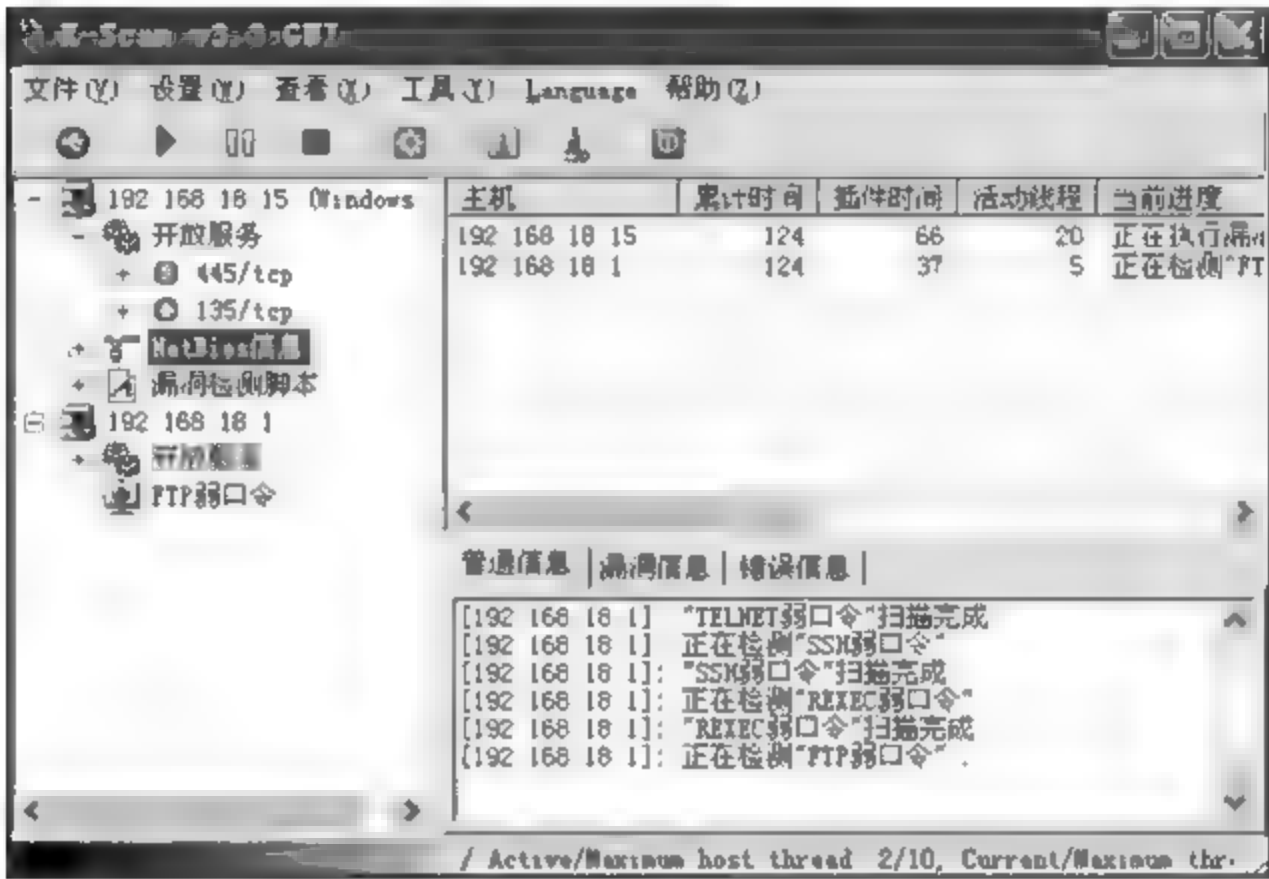 X-Scan v3.3 GUI
文件(V) 设置(W) 查看(X) 工具(Y) Language 帮助(Z)
192 168 18 15 (Windows
开放服务
445/tcp
135/tcp
NetBios信息
漏洞检测脚本
192 168 18 1
开放服务
FTP弱口令
主机 累计时间 插件时间 活动线程 当前进度
192 168 18 15 124 66 20 正在执行漏
192 168 18 1 124 37 5 正在检测"FT
普通信息 漏洞信息 错误信息
[192 168 18 1] "TELNET弱口令"扫描完成
[192 168 18 1] 正在检测"SSH弱口令"
[192 168 18 1]: "SSH弱口令"扫描完成
[192 168 18 1]: 正在检测"REXEC弱口令"
[192 168 18 1]: "REXEC弱口令"扫描完成
[192 168 18 1]: 正在检测"FTP弱口令" .
/ Active/Maximum host thread 2/10, Current/Maximum thr